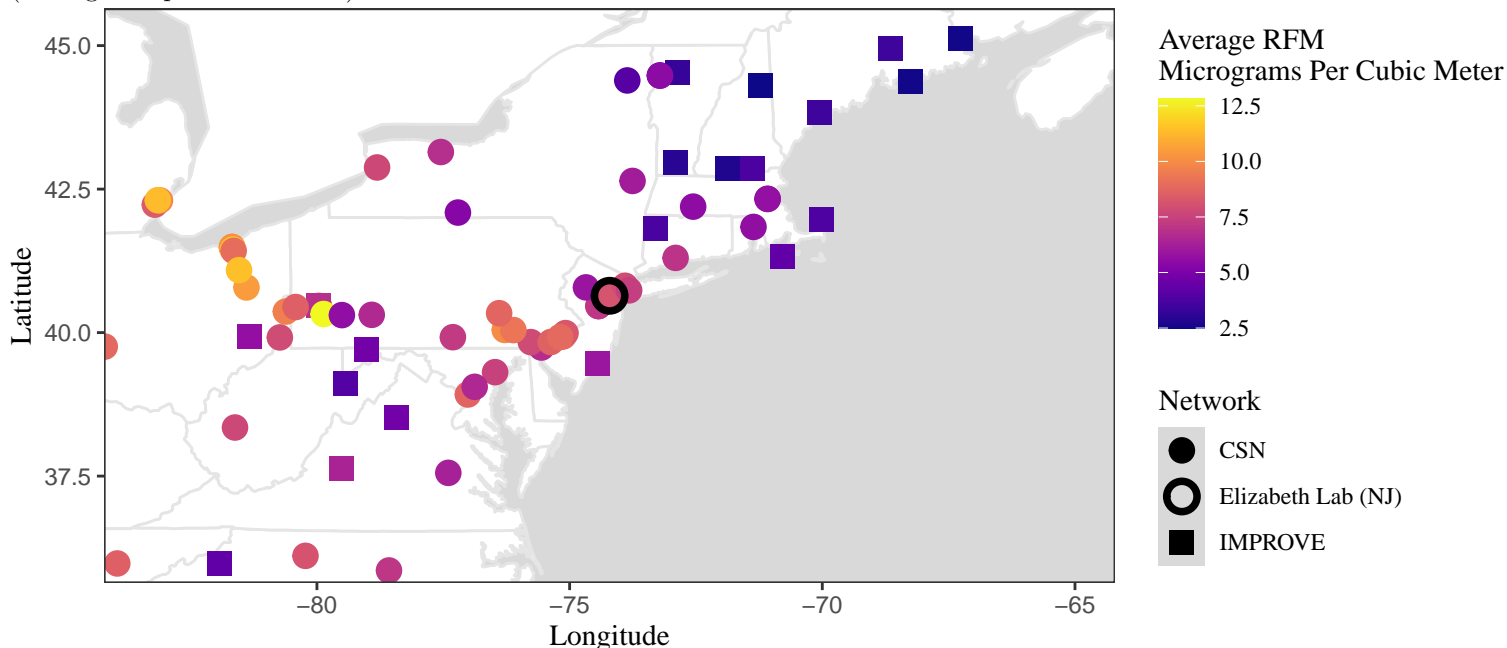 45.0
42.5
40.0
37.5
Latitude
−80
−75
−70
−65
Longitude
Average RFM
Micrograms Per Cubic Meter
12.5
10.0
7.5
5.0
2.5
Network
CSN
Elizabeth Lab (NJ)
IMPROVE